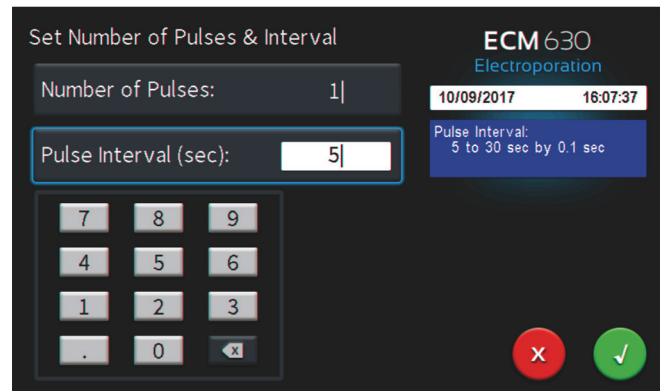 Set Number of Pulses & Interval
Number of Pulses: 1
Pulse Interval (sec): 5
7 8 9
4 5 6
1 2 3
. 0 x
ECM 630
Electroporation
10/09/2017 16:07:37
Pulse Interval:
5 to 30 sec by 0.1 sec
x √